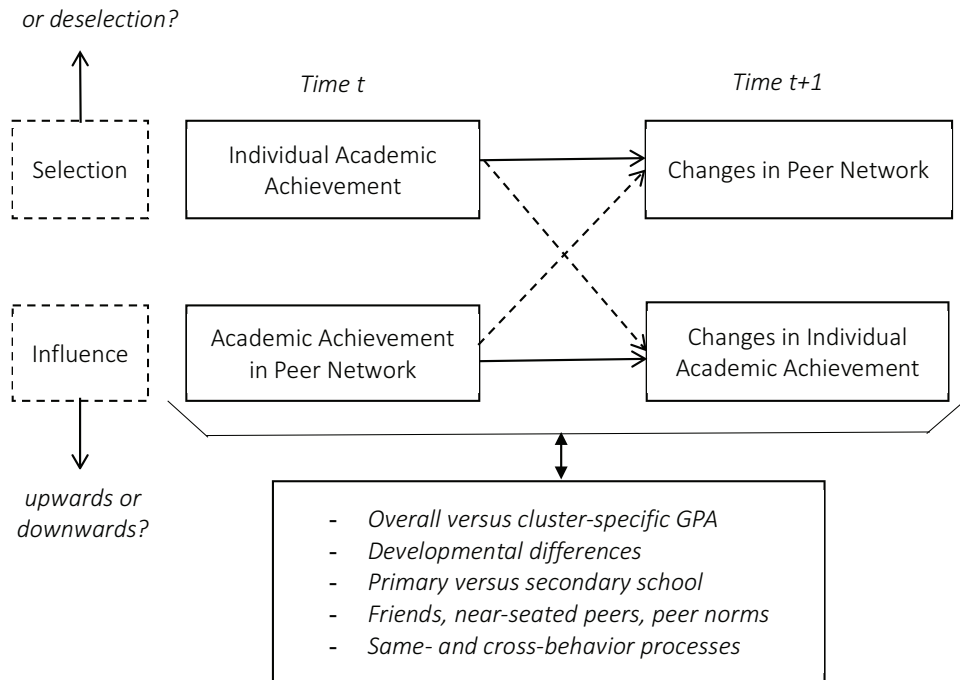 or deselection?
Time t
Time t+1
Selection
Individual Academic
Achievement
Changes in Peer Network
Influence
Academic Achievement
in Peer Network
Changes in Individual
Academic Achievement
upwards or
downwards?
- Overall versus cluster-specific GPA
- Developmental differences
- Primary versus secondary school
- Friends, near-seated peers, peer norms
- Same- and cross-behavior processes